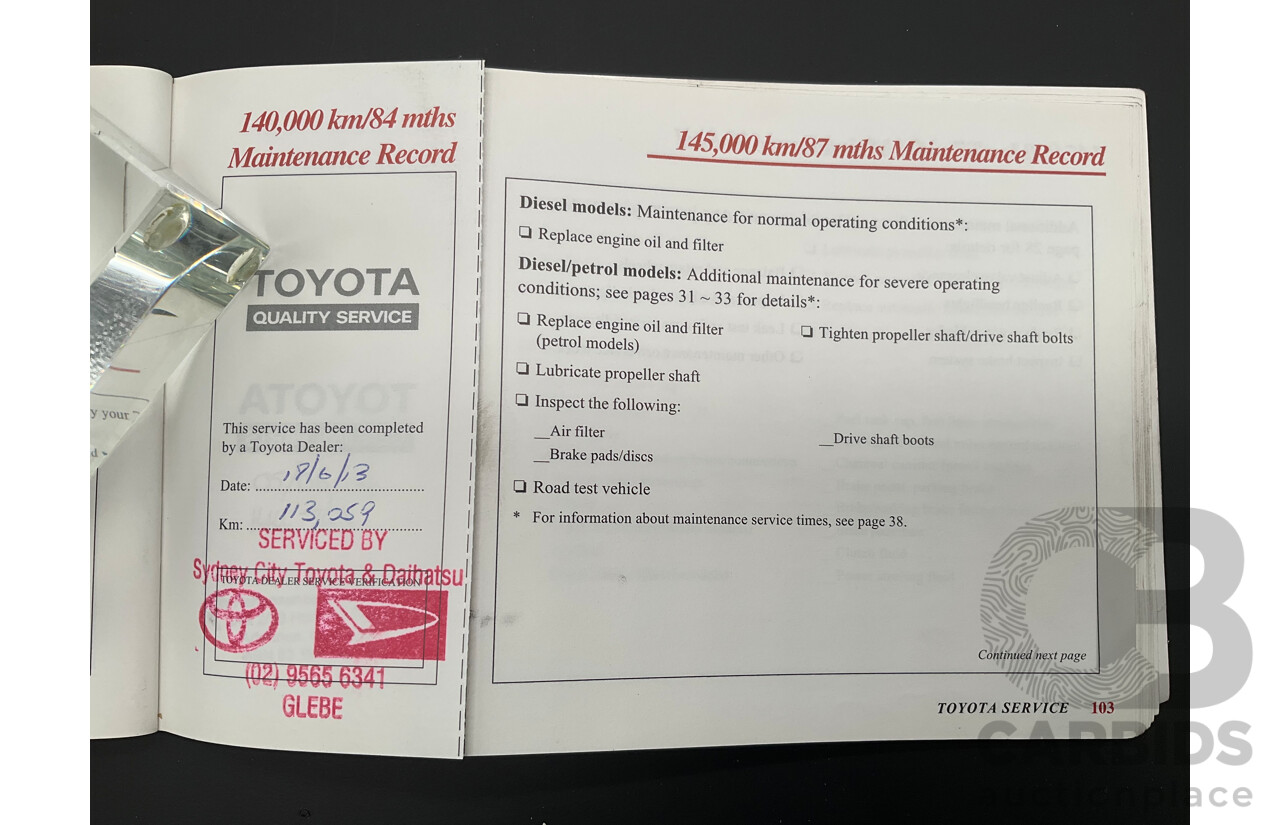 140,000 km/84 mths
Maintenance Record
TOYOTA
QUALITY SERVICE
This service has been completed
by a Toyota Dealer:
Date: 18/6/13
Km: 113,059
SERVICED BY
Sydney City Toyota & Daihatsu
TOYOTA DEALER SERVICE VERIFICATION
(02) 9565 6341
GLEBE
y your
145,000 km/87 mths Maintenance Record
Diesel models: Maintenance for normal operating conditions*:
❏ Replace engine oil and filter
Diesel/petrol models: Additional maintenance for severe operating
conditions; see pages 31 ~ 33 for details*:
❏ Replace engine oil and filter
(petrol models)
❏ Tighten propeller shaft/drive shaft bolts
❏ Lubricate propeller shaft
❏ Inspect the following:
__Air filter
__Drive shaft boots
__Brake pads/discs
❏ Road test vehicle
* For information about maintenance service times, see page 38.
Continued next page
TOYOTA SERVICE 103
CB
CARBIDS
auctionplace